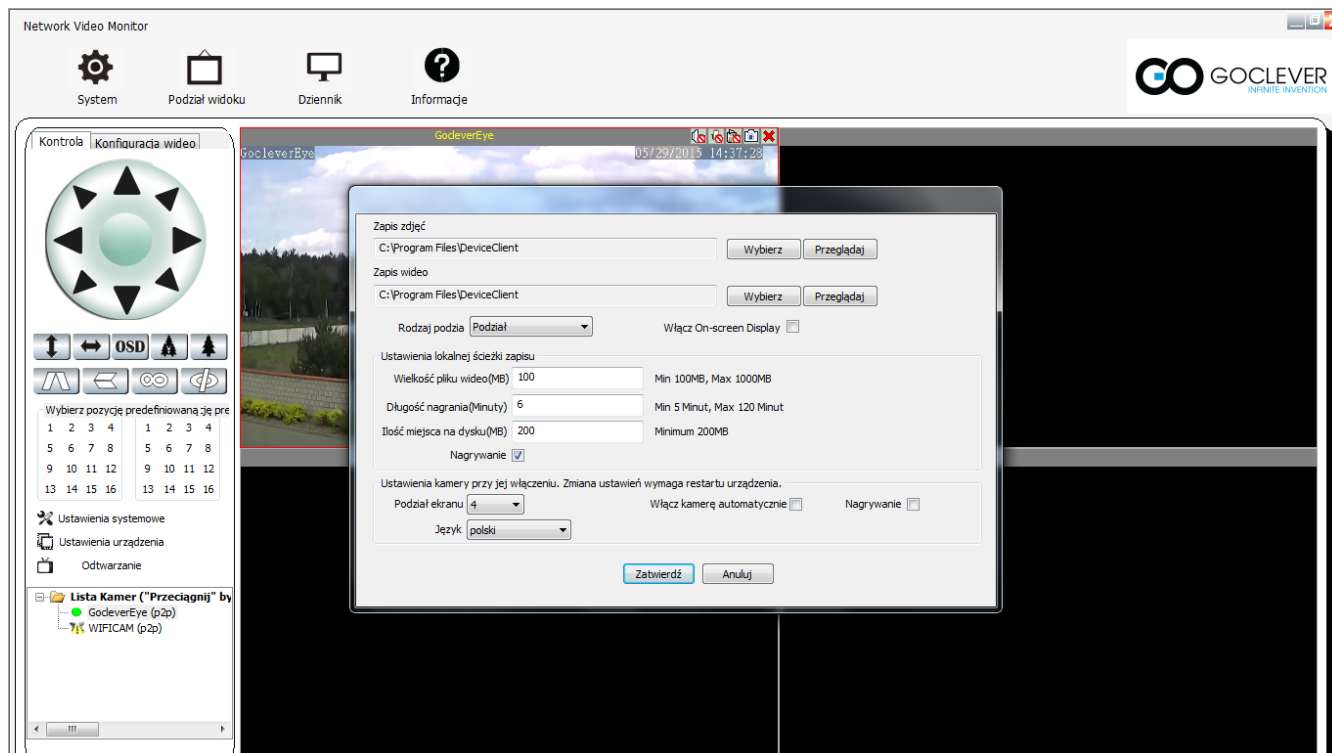 Network Video Monitor
System
Podział widoku
Dziennik
Informacje
GOCLEVER
INFINITE INVENTION
Kontrola
Konfiguracja wideo
GoclеverEye
GocleverEye
05/29/2015 14:37:28
OSD
Wybierz pozycję predefiniowaną :ję pre
1 2 3 4 1 2 3 4
5 6 7 8 5 6 7 8
9 10 11 12 9 10 11 12
13 14 15 16 13 14 15 16
Ustawienia systemowe
Ustawienia urządzenia
Odtwarzanie
Lista Kamer ("Przeciągnij" by
GocleverEye (p2p)
WIFICAM (p2p)
Zapis zdjęć
C:\Program Files\DeviceClient
Wybierz
Przeglądaj
Zapis wideo
C:\Program Files\DeviceClient
Wybierz
Przeglądaj
Rodzaj podzia
Podział
Włącz On-screen Display
Ustawienia lokalnej ścieżki zapisu
Wielkość pliku wideo(MB) 100 Min 100MB, Max 1000MB
Długość nagrania(Minuty) 6 Min 5 Minut, Max 120 Minut
Ilość miejsca na dysku(MB) 200 Minimum 200MB
Nagrywanie
Ustawienia kamery przy jej włączeniu. Zmiana ustawień wymaga restartu urządzenia.
Podział ekranu 4 Włącz kamerę automatycznie Nagrywanie
Język polski
Zatwierdź
Anuluj